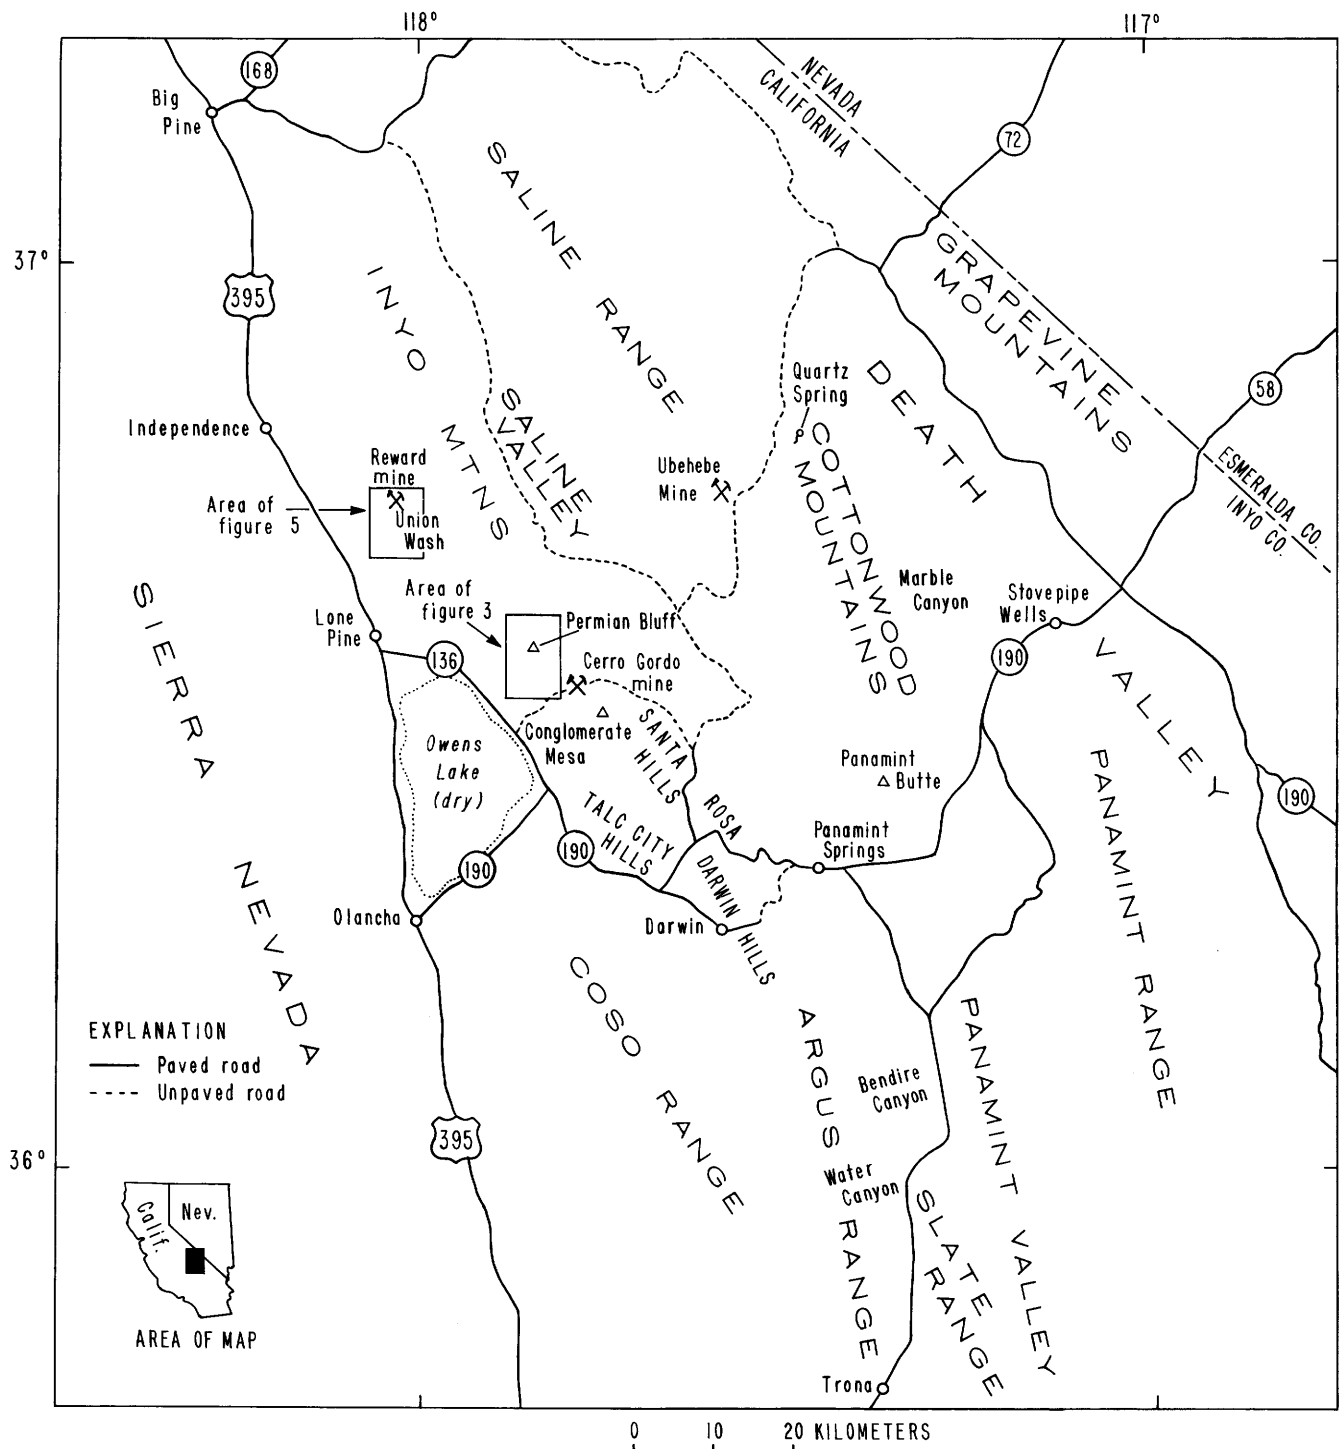 118°
117°
168
Big
Pine
NEVADA
CALIFORNIA
72
SALINE RANGE
37°
395
INYO MTNS
GRAPEVINE
MOUNTAINS
58
Quartz
Spring
DEATH VALLEY
Independence
SALINE
VALLEY
Reward
mine
Ubehebe
Mine
COTTONWOOD
MOUNTAINS
ESMERALDA CO.
INYO CO.
Area of
figure 5
Union
Wash
SIERRA NEVADA
Area of
figure 3
Marble
Canyon
Stovepipe
Wells
Lone
Pine
Permian Bluff
136
190
Cerro Gordo
mine
Conglomerate
Mesa
SANTA ROSA
HILLS
Owens
Lake
(dry)
Panamint
Butte
PANAMINT RANGE
190
TALC CITY
HILLS
Panamint
Springs
190
190
DARWIN HILLS
Olancha
Darwin
COSO RANGE
ARGUS RANGE
PANAMINT VALLEY
EXPLANATION
Paved road
Unpaved road
Bendire
Canyon
395
36°
Water
Canyon
SLATE
RANGE
Calif.
Nev.
AREA OF MAP
Trona
0 10 20 KILOMETERS